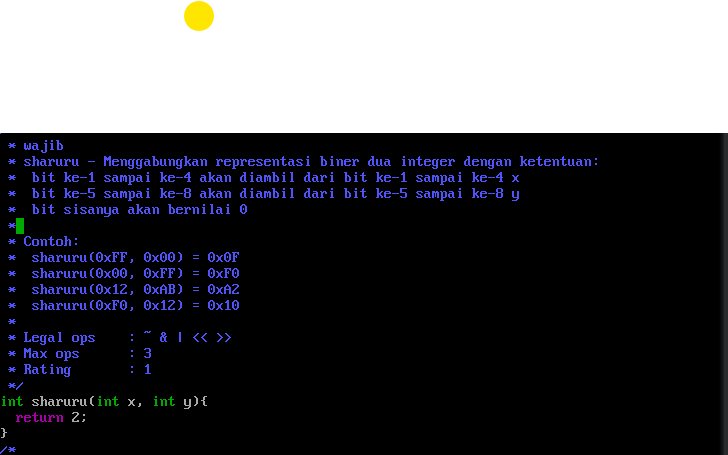 * wajib
* sharuru - Menggabungkan representasi biner dua integer dengan ketentuan:
*  bit ke-1 sampai ke-4 akan diambil dari bit ke-1 sampai ke-4 x
*  bit ke-5 sampai ke-8 akan diambil dari bit ke-5 sampai ke-8 y
*  bit sisanya akan bernilai 0
*
* Contoh:
*  sharuru(0xFF, 0x00) = 0x0F
*  sharuru(0x00, 0xFF) = 0xF0
*  sharuru(0x12, 0xAB) = 0xA2
*  sharuru(0xF0, 0x12) = 0x10
*
* Legal ops    : ~ & | << >>
* Max ops      : 3
* Rating       : 1
*/
int sharuru(int x, int y){
  return 2;
}
/*